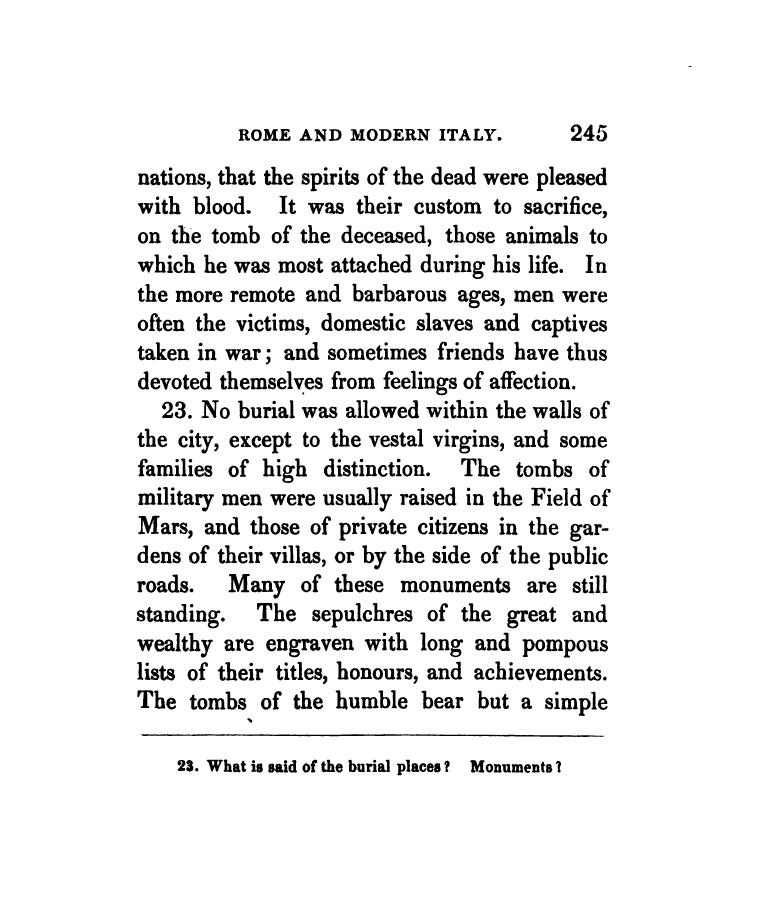 ROME AND MODERN ITALY. 245
nations, that the spirits of the dead were pleased
with blood. It was their custom to sacrifice,
on the tomb of the deceased, those animals to
which he was most attached during his life. In
the more remote and barbarous ages, men were
often the victims, domestic slaves and captives
taken in war; and sometimes friends have thus
devoted themselves from feelings of affection.
23. No burial was allowed within the walls of
the city, except to the vestal virgins, and some
families of high distinction. The tombs of
military men were usually raised in the Field of
Mars, and those of private citizens in the gar-
dens of their villas, or by the side of the public
roads. Many of these monuments are still
standing. The sepulchres of the great and
wealthy are engraven with long and pompous
lists of their titles, honours, and achievements.
The tombs of the humble bear but a simple
23. What is said of the burial places? Monuments?